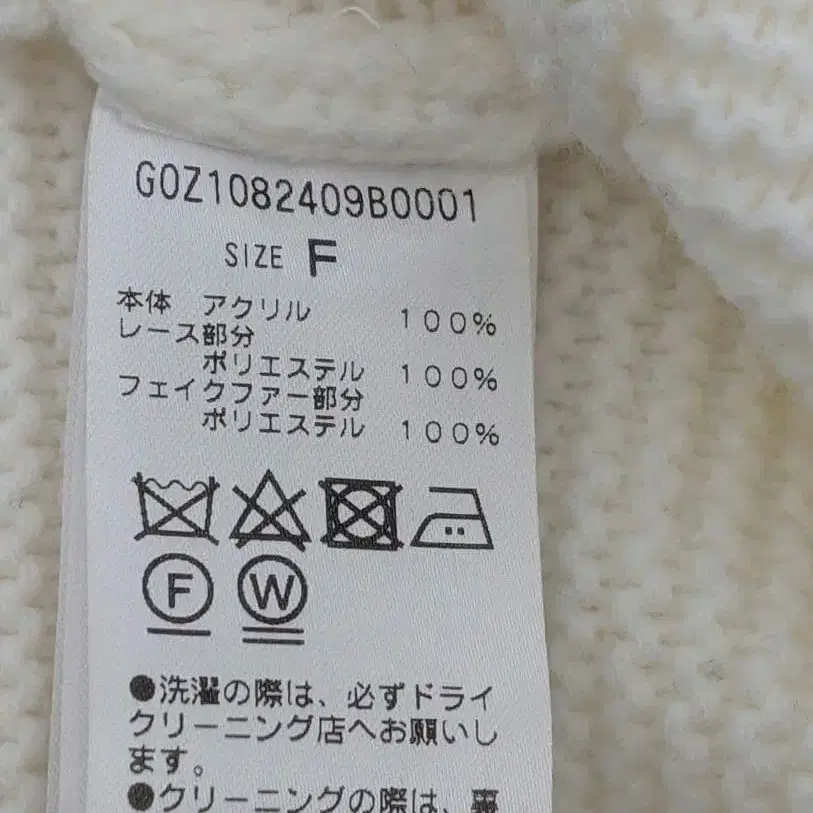 G0Z1082409B0001
SIZE F
本体 アクリル 100%
レース部分
ポリエステル 100%
フェイクファー部分
ポリエステル 100%
F W
●洗濯の際は、必ずドライ
クリーニング店へお願いし
ます。
●クリーニングの際は、裏